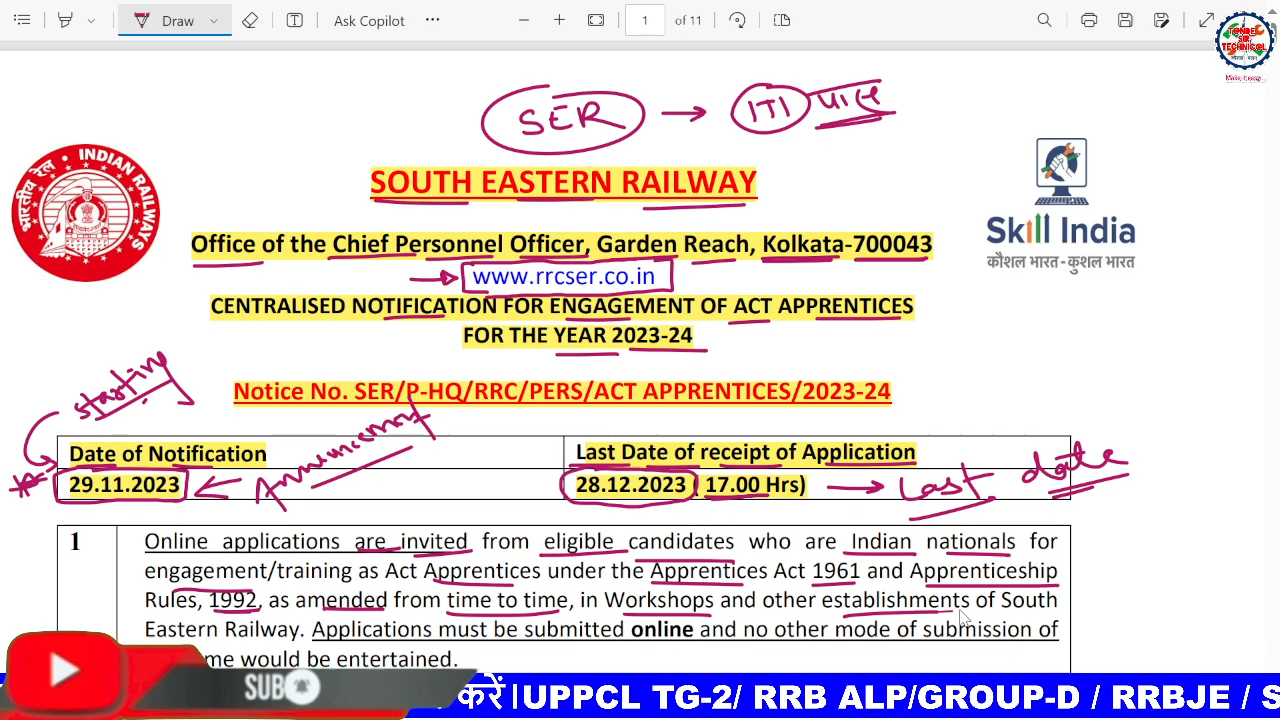 Draw
Ask Copilot
1 of 11
TONDE SIR TECHNICOL
SER → ITI पास
भारतीय रेल • INDIAN RAILWAYS
SOUTH EASTERN RAILWAY
Skill India
कौशल भारत-कुशल भारत
Office of the Chief Personnel Officer, Garden Reach, Kolkata-700043
www.rrcser.co.in
CENTRALISED NOTIFICATION FOR ENGAGEMENT OF ACT APPRENTICES
FOR THE YEAR 2023-24
starting
Notice No. SER/P-HQ/RRC/PERS/ACT APPRENTICES/2023-24
Date of Notification
Last Date of receipt of Application
29.11.2023
28.12.2023 (17.00 Hrs)
Last date
1
Online applications are invited from eligible candidates who are Indian nationals for
engagement/training as Act Apprentices under the Apprentices Act 1961 and Apprenticeship
Rules, 1992, as amended from time to time, in Workshops and other establishments of South
Eastern Railway. Applications must be submitted online and no other mode of submission of
me would be entertained.
SUB
करें।UPPCL TG-2/ RRB ALP/GROUP-D / RRBJE / S